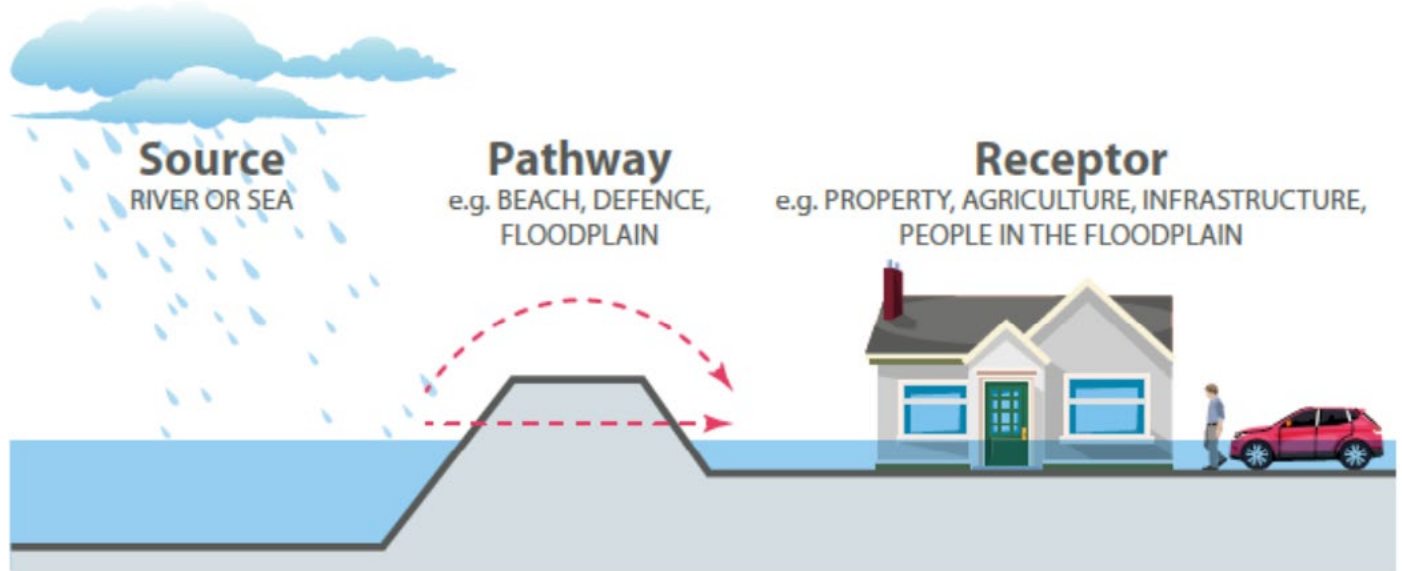 Source
RIVER OR SEA
Pathway
e.g. BEACH, DEFENCE,
FLOODPLAIN
Receptor
e.g. PROPERTY, AGRICULTURE, INFRASTRUCTURE,
PEOPLE IN THE FLOODPLAIN